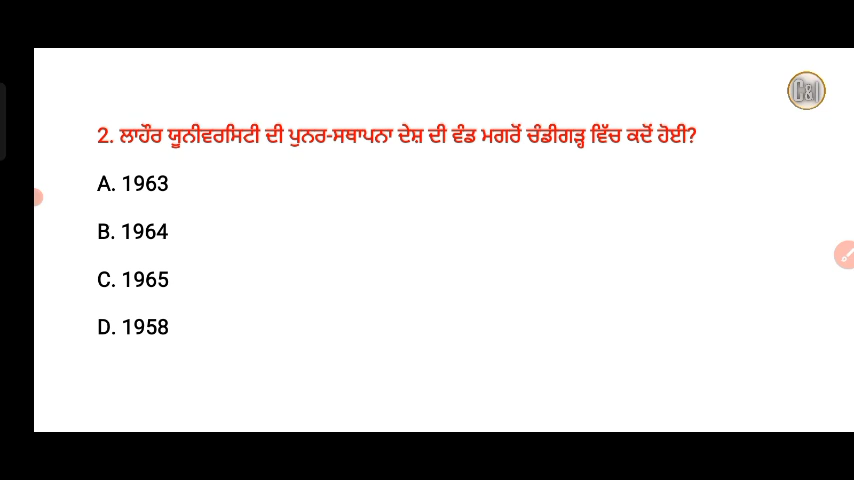 2. ਲਾਹੌਰ ਯੂਨੀਵਰਸਿਟੀ ਦੀ ਪੁਨਰ-ਸਥਾਪਨਾ ਦੇਸ਼ ਦੀ ਵੰਡ ਮਗਰੋਂ ਚੰਡੀਗੜ੍ਹ ਵਿੱਚ ਕਦੋਂ ਹੋਈ?
A. 1963
B. 1964
C. 1965
D. 1958